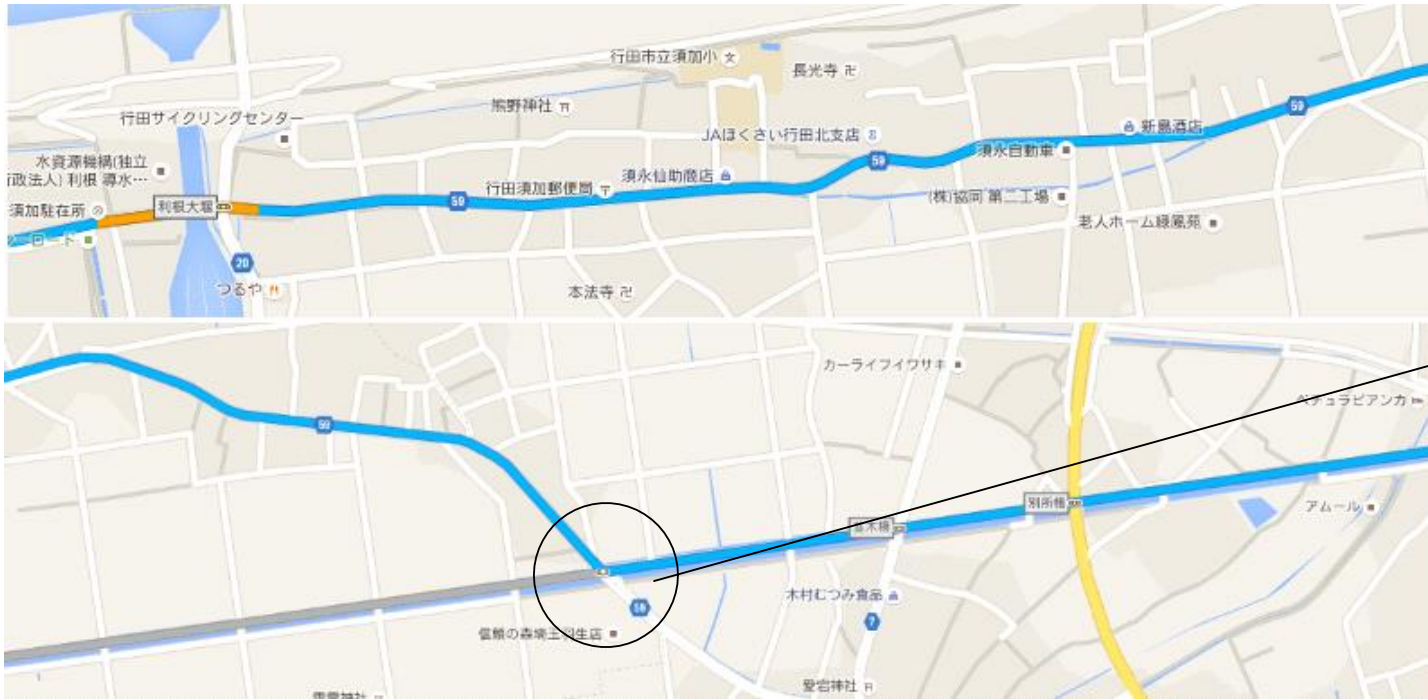 行田市立須加小
長光寺
熊野神社
行田サイクリングセンター
JAほくさい行田北支店
新島酒店
59
水資源機構(独立
行政法人) 利根 導水…
須永自動車
59
須永仙助商店
行田須加郵便局
59
利根大堰
須加駐在所
(株)協同 第二工場
老人ホーム緑風苑
20
つるや
本法寺
カーライフイワサキ
ベチュラビアンカ
59
別所橋
アムール
並木橋
木村むつみ食品
7
信頼の森埼玉羽生店
愛宕神社